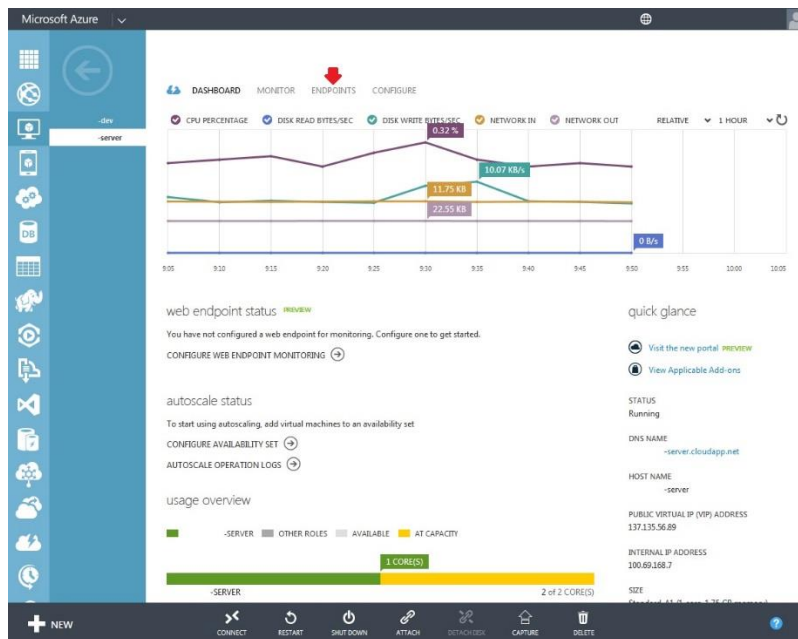 Microsoft Azure
DASHBOARD MONITOR ENDPOINTS CONFIGURE
-dev
-server
CPU PERCENTAGE DISK READ BYTES/SEC DISK WRITE BYTES/SEC NETWORK IN NETWORK OUT RELATIVE 1 HOUR
0.32 %
10.07 KB/s
11.75 KB
22.55 KB
0 B/s
9:05 9:10 9:15 9:20 9:25 9:30 9:35 9:40 9:45 9:50 9:55 10:00 10:05
web endpoint status PREVIEW
You have not configured a web endpoint for monitoring. Configure one to get started.
CONFIGURE WEB ENDPOINT MONITORING
autoscale status
To start using autoscaling, add virtual machines to an availability set
CONFIGURE AVAILABILITY SET
AUTOSCALE OPERATION LOGS
usage overview
-SERVER OTHER ROLES AVAILABLE AT CAPACITY
1 CORE(S)
-SERVER 2 of 2 CORE(S)
quick glance
Visit the new portal PREVIEW
View Applicable Add-ons
STATUS
Running
DNS NAME
-server.cloudapp.net
HOST NAME
-server
PUBLIC VIRTUAL IP (VIP) ADDRESS
137.135.56.89
INTERNAL IP ADDRESS
100.69.168.7
SIZE
Standard_A1 (1 core, 1.75 GB memory)
DB
NEW
CONNECT RESTART SHUT DOWN ATTACH DETACH DISK CAPTURE DELETE
?